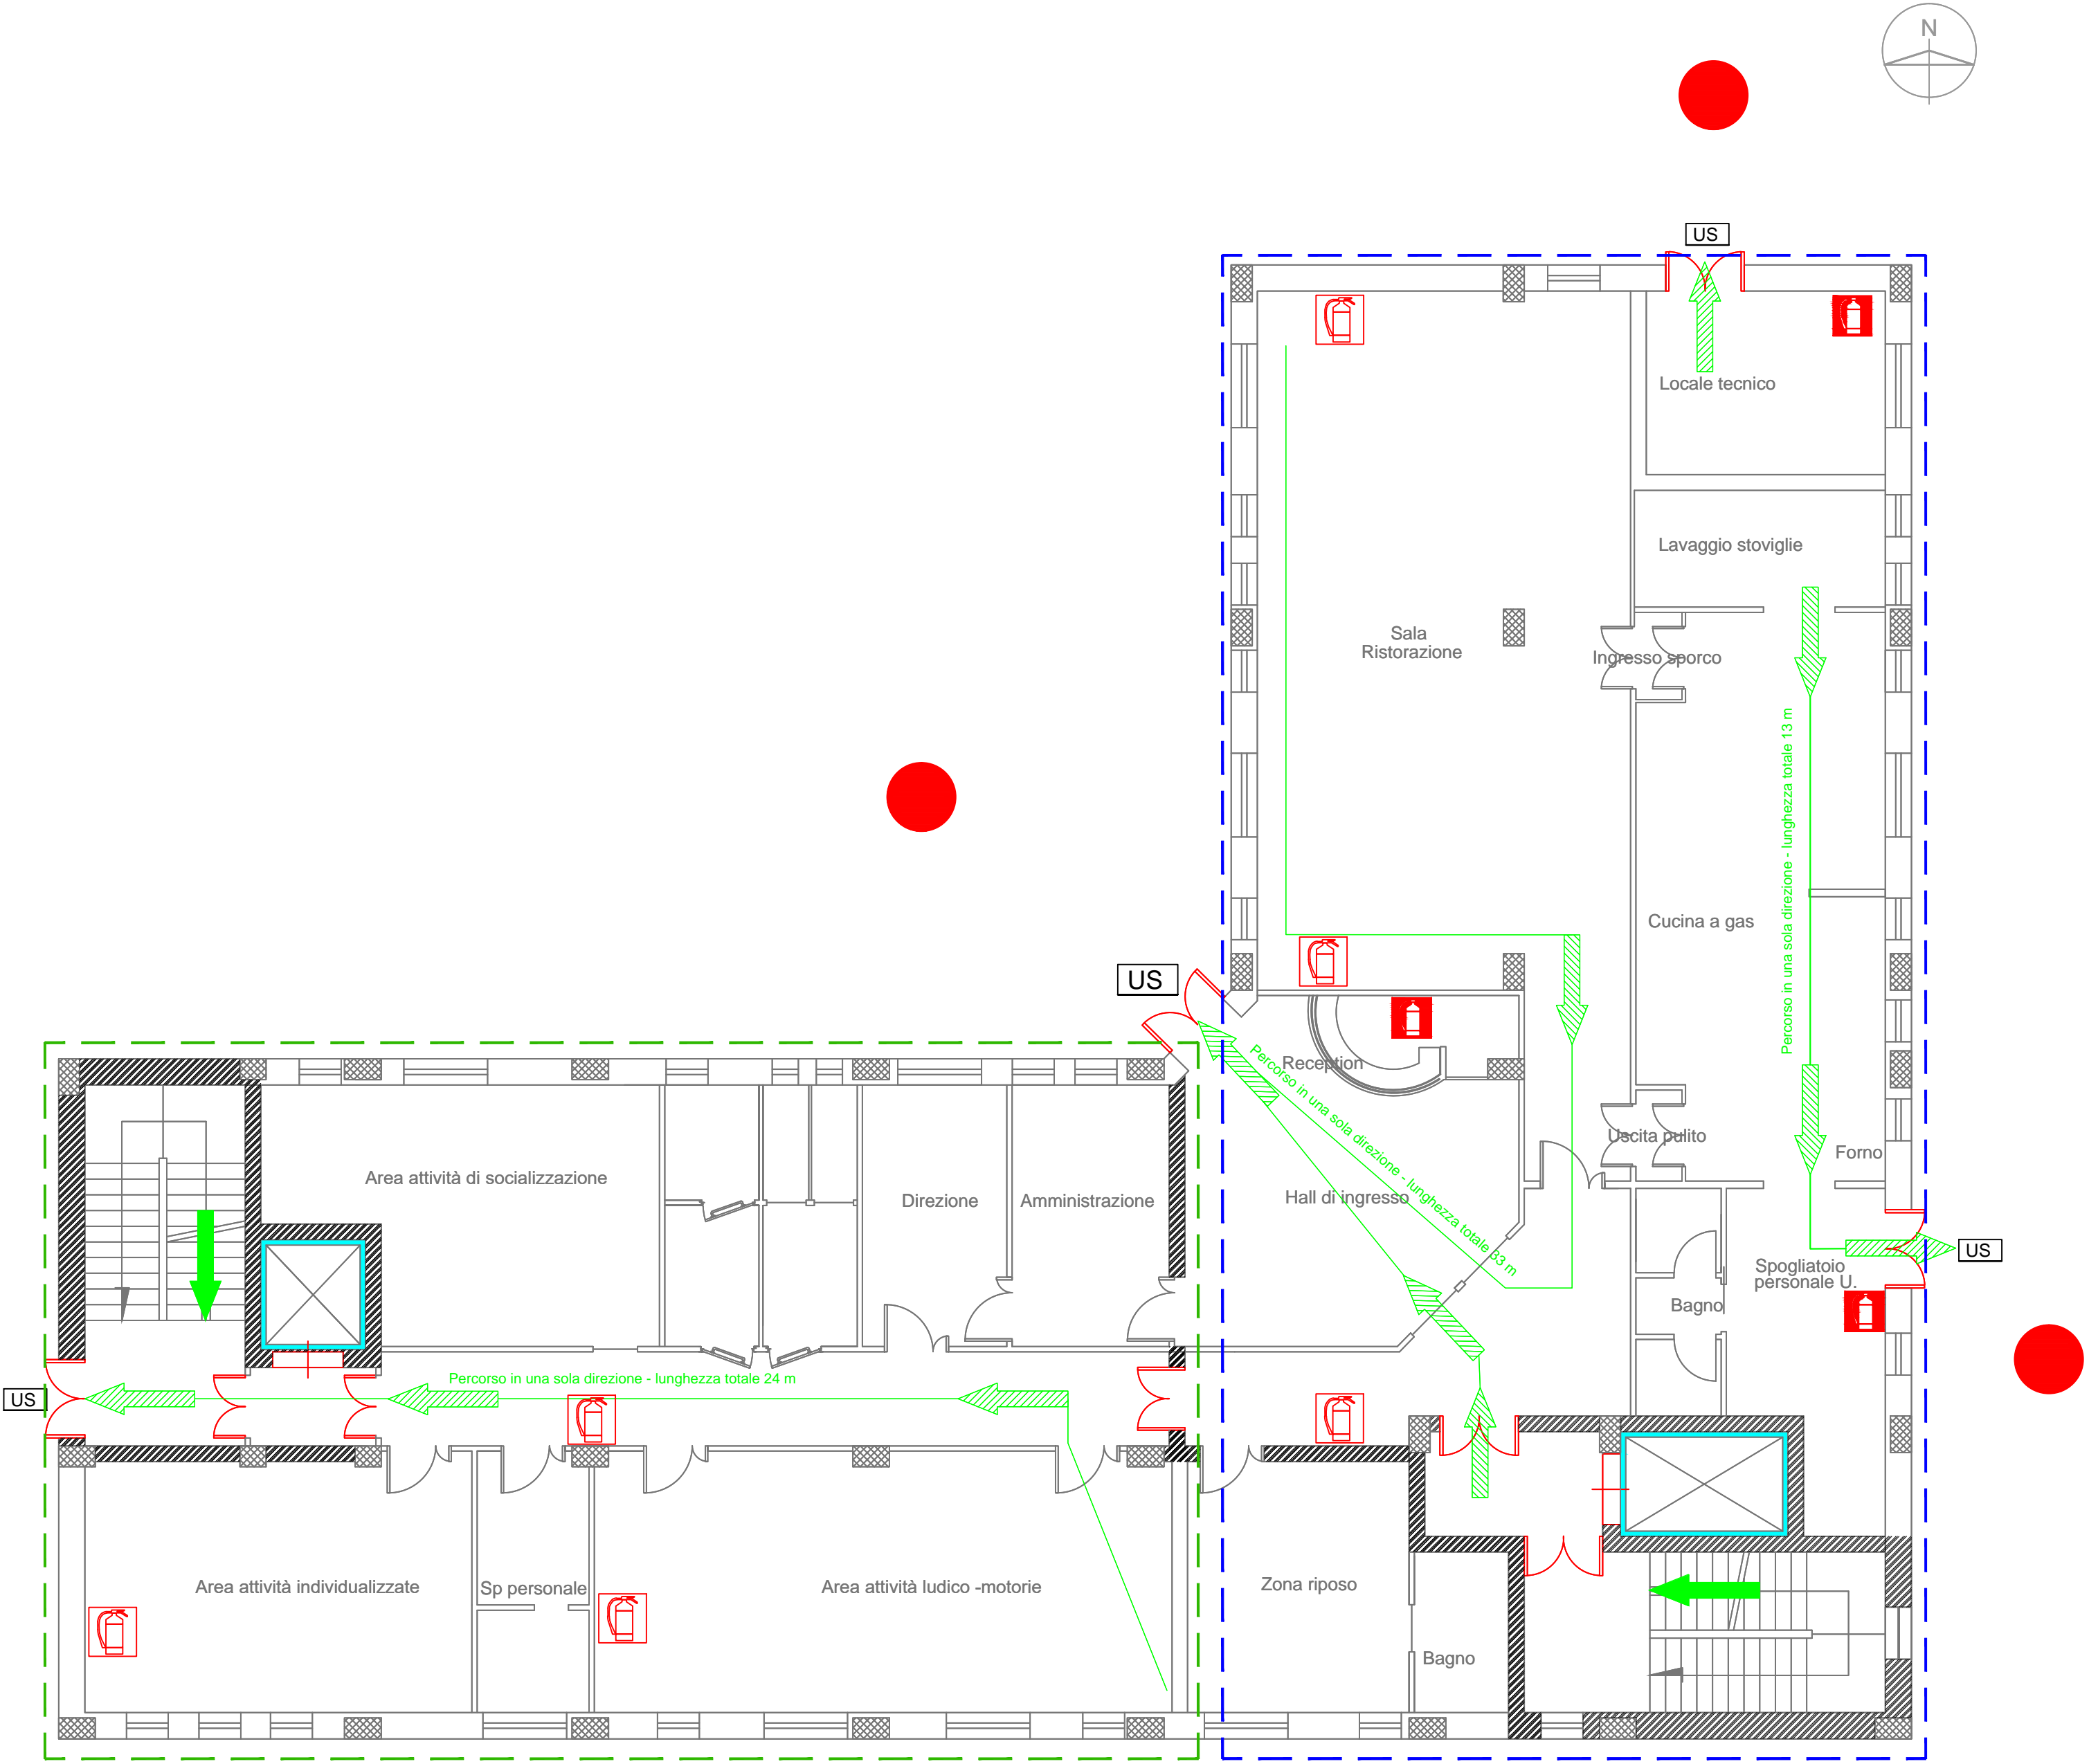 N
US
Locale tecnico
Lavaggio stoviglie
Sala
Ristorazione
Ingresso sporco
Percorso in una sola direzione - lunghezza totale 13 m
Cucina a gas
US
Reception
Percorso in una sola direzione - lunghezza totale 33 m
Uscita pulito
Forno
Area attività di socializzazione
Direzione
Amministrazione
Hall di ingresso
US
Spogliatoio
personale U.
Bagno
Percorso in una sola direzione - lunghezza totale 24 m
US
Area attività individualizzate
Sp personale
Area attività ludico -motorie
Zona riposo
Bagno